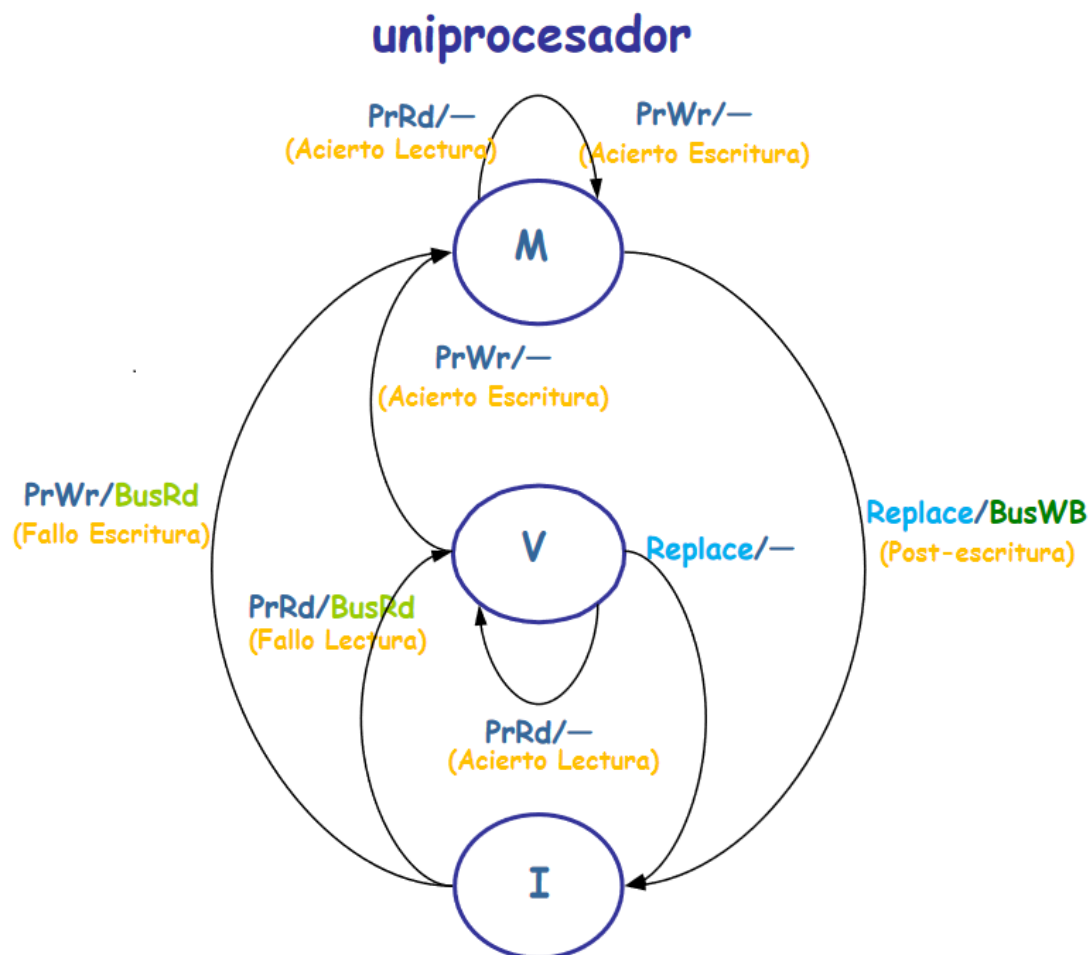 uniprocesador
PrRd/—
(Acierto Lectura)
PrWr/—
(Acierto Escritura)
M
PrWr/—
(Acierto Escritura)
PrWr/BusRd
(Fallo Escritura)
V
Replace/—
Replace/BusWB
(Post-escritura)
PrRd/BusRd
(Fallo Lectura)
PrRd/—
(Acierto Lectura)
I